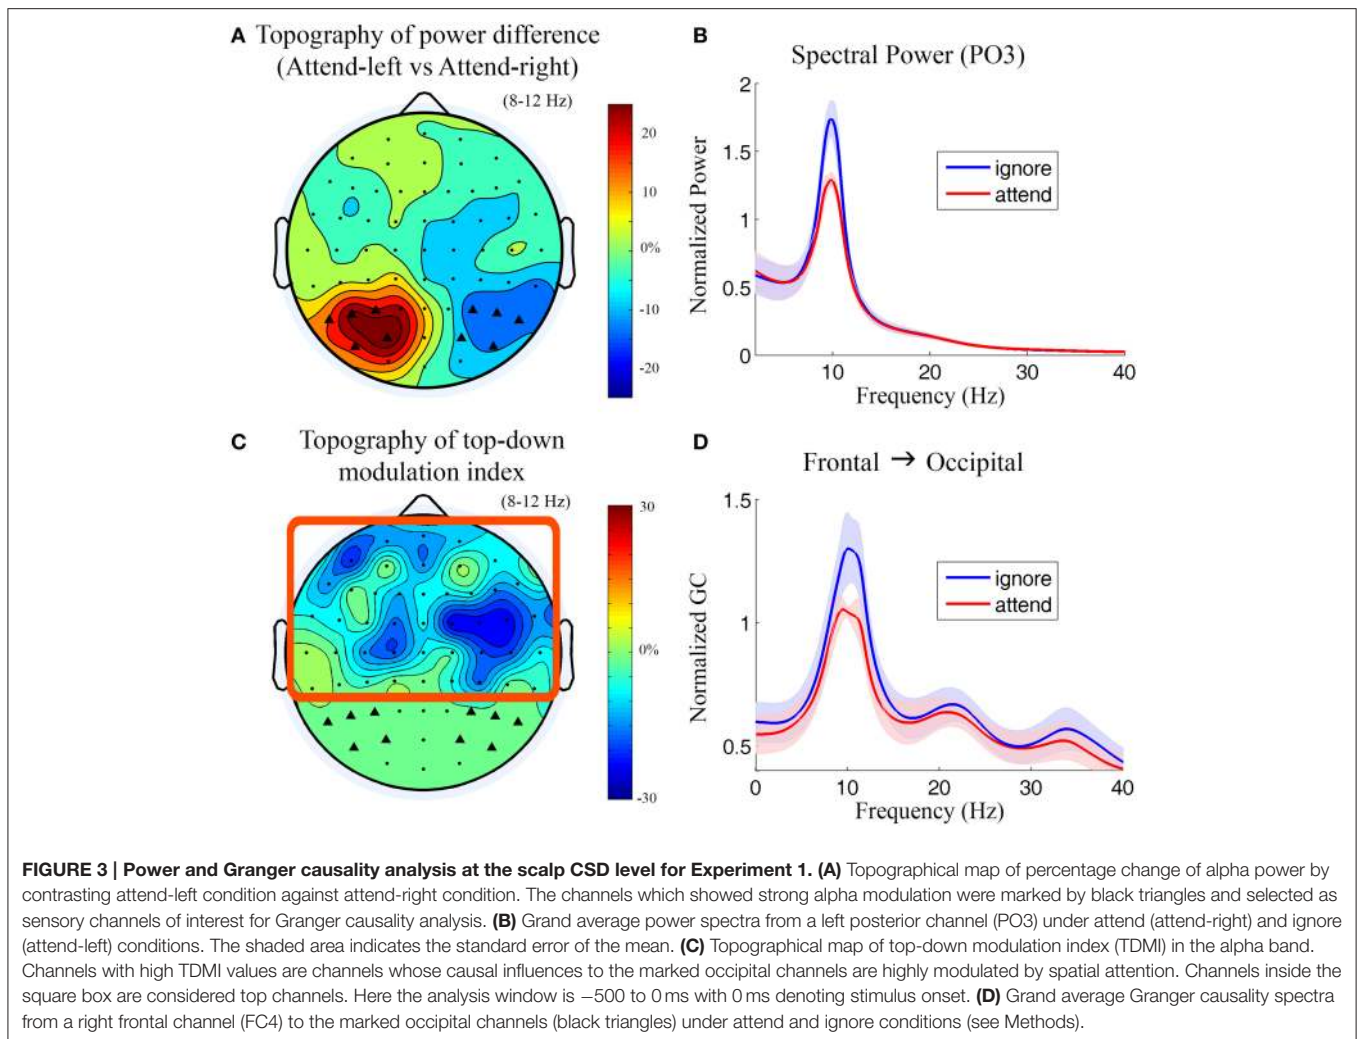 A Topography of power difference
(Attend-left vs Attend-right)
(8-12 Hz)
20
10
0%
-10
-20
B
Spectral Power (PO3)
Normalized Power
2
1.5
1
0.5
0
ignore
attend
10 20 30 40
Frequency (Hz)
C Topography of top-down
modulation index
(8-12 Hz)
30
0%
-30
D
Frontal → Occipital
Normalized GC
1.5
1
0.5
ignore
attend
0 10 20 30 40
Frequency (Hz)
FIGURE 3 | Power and Granger causality analysis at the scalp CSD level for Experiment 1. (A) Topographical map of percentage change of alpha power by
contrasting attend-left condition against attend-right condition. The channels which showed strong alpha modulation were marked by black triangles and selected as
sensory channels of interest for Granger causality analysis. (B) Grand average power spectra from a left posterior channel (PO3) under attend (attend-right) and ignore
(attend-left) conditions. The shaded area indicates the standard error of the mean. (C) Topographical map of top-down modulation index (TDMI) in the alpha band.
Channels with high TDMI values are channels whose causal influences to the marked occipital channels are highly modulated by spatial attention. Channels inside the
square box are considered top channels. Here the analysis window is −500 to 0 ms with 0 ms denoting stimulus onset. (D) Grand average Granger causality spectra
from a right frontal channel (FC4) to the marked occipital channels (black triangles) under attend and ignore conditions (see Methods).